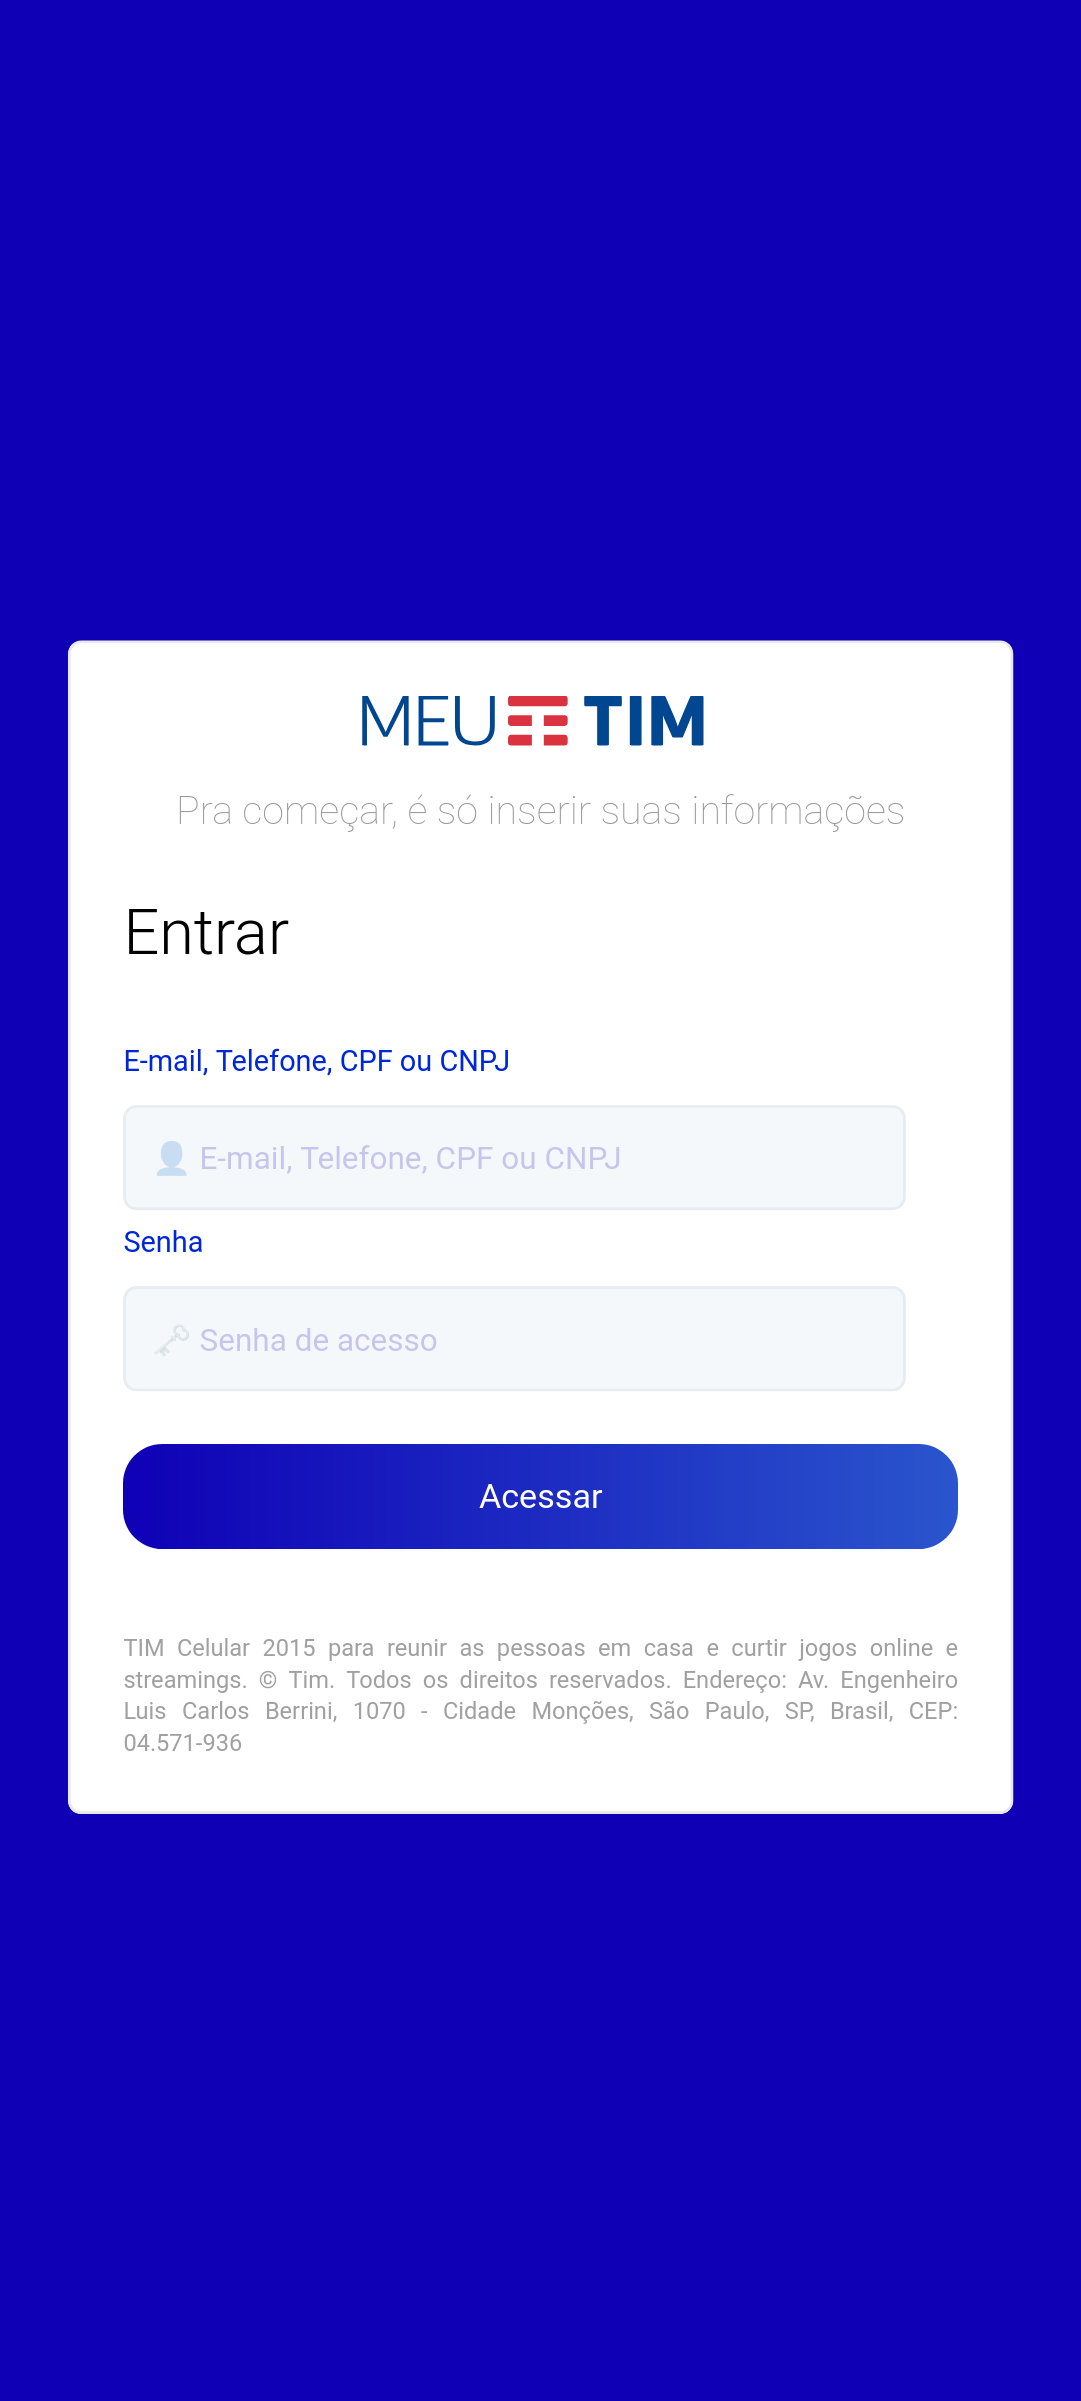 MEU TIM
Pra começar, é só inserir suas informações
Entrar
E-mail, Telefone, CPF ou CNPJ
E-mail, Telefone, CPF ou CNPJ
Senha
Senha de acesso
Acessar
TIM Celular 2015 para reunir as pessoas em casa e curtir jogos online e
streamings. © Tim. Todos os direitos reservados. Endereço: Av. Engenheiro
Luis Carlos Berrini, 1070 - Cidade Monções, São Paulo, SP, Brasil, CEP:
04.571-936